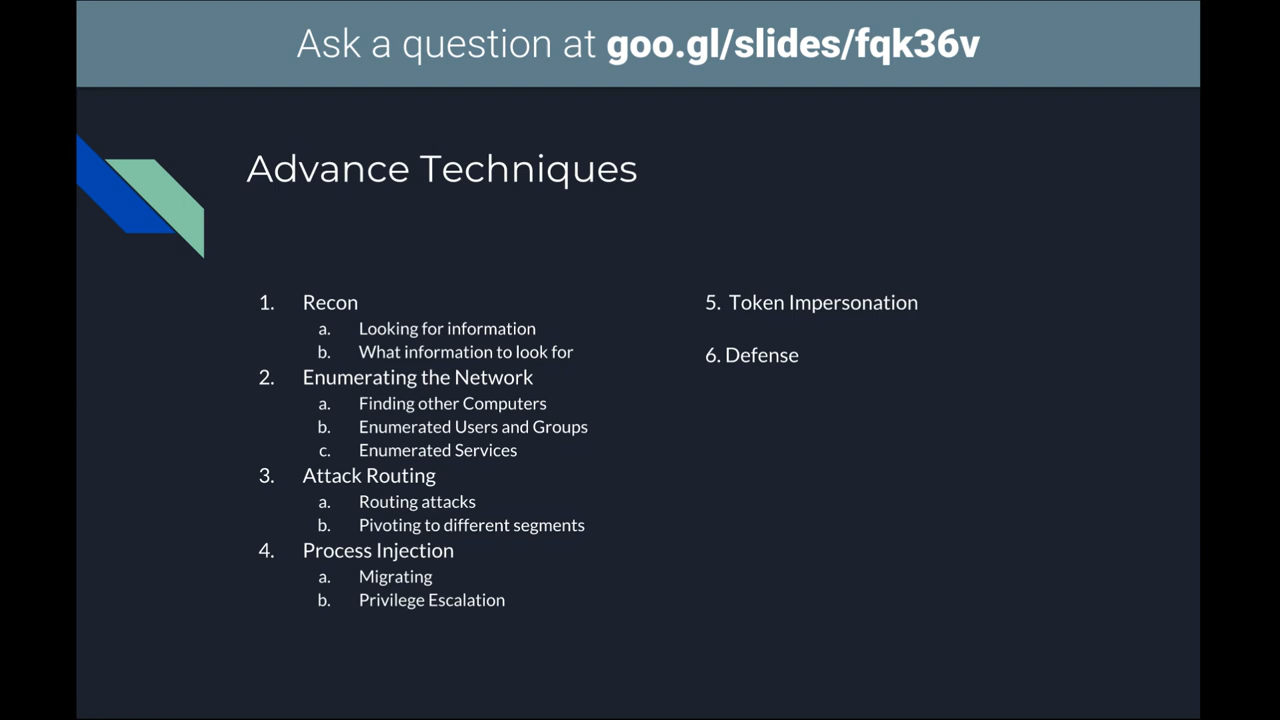 Ask a question at goo.gl/slides/fqk36v
Advance Techniques
1. Recon
a. Looking for information
b. What information to look for
2. Enumerating the Network
a. Finding other Computers
b. Enumerated Users and Groups
c. Enumerated Services
3. Attack Routing
a. Routing attacks
b. Pivoting to different segments
4. Process Injection
a. Migrating
b. Privilege Escalation
5. Token Impersonation
6. Defense